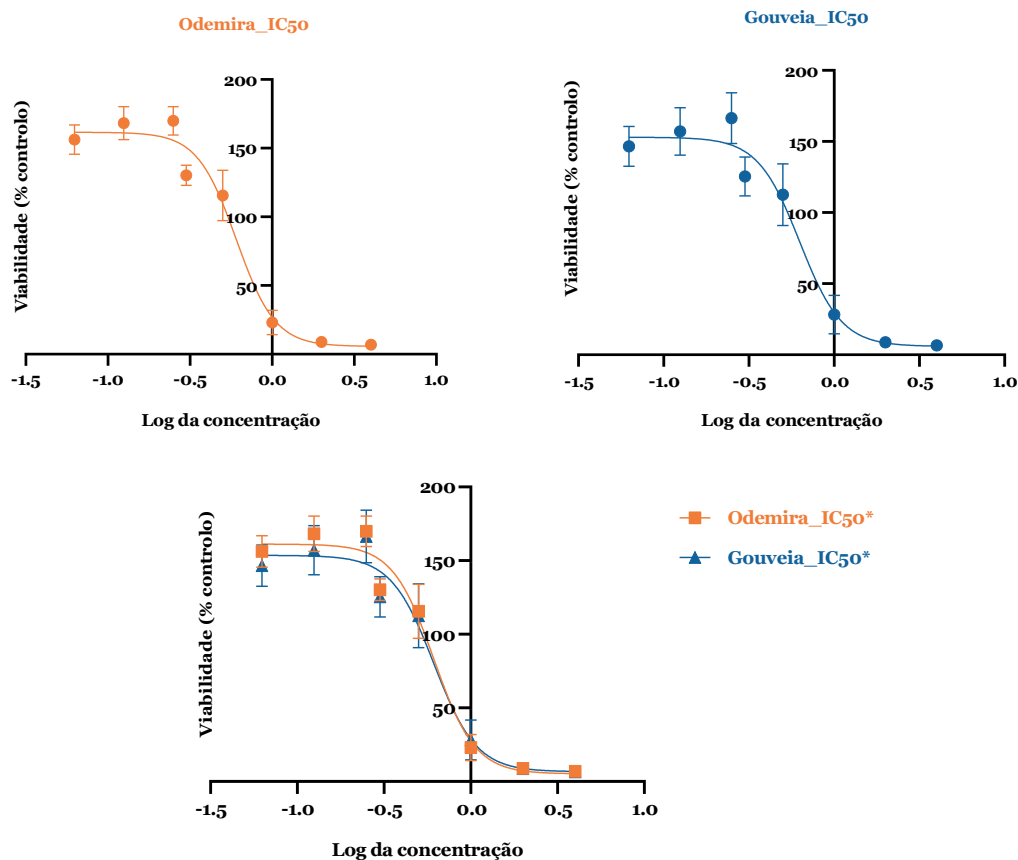 Odemira_IC50
Viabilidade (% controlo)
200
150
100
50
-1.5 -1.0 -0.5 0.0 0.5 1.0
Log da concentração
Gouveia_IC50
Viabilidade (% controlo)
200
150
100
50
-1.5 -1.0 -0.5 0.0 0.5 1.0
Log da concentração
Viabilidade (% controlo)
200
150
100
50
-1.5 -1.0 -0.5 0.0 0.5 1.0
Log da concentração
Odemira_IC50*
Gouveia_IC50*